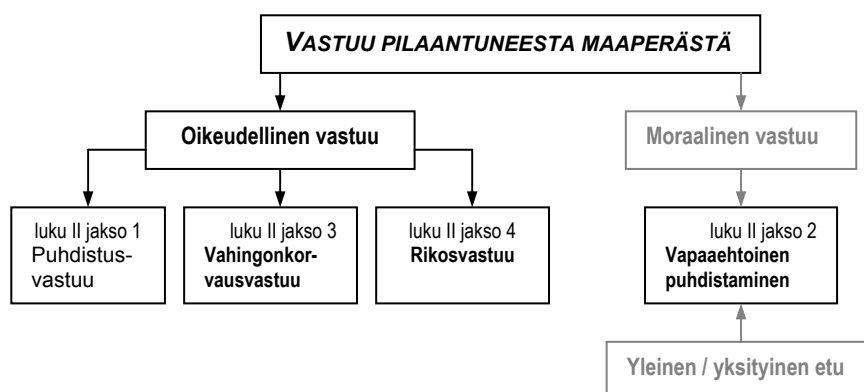 VASTUU PILAANTUNEESTA MAAPERÄSTÄ
Oikeudellinen vastuu
Moraalinen vastuu
luku II jakso 1
Puhdistus-
vastuu
luku II jakso 3
Vahingonkor-
vausvastuu
luku II jakso 4
Rikosvastuu
luku II jakso 2
Vapaaehtoinen
puhdistaminen
Yleinen / yksityinen etu